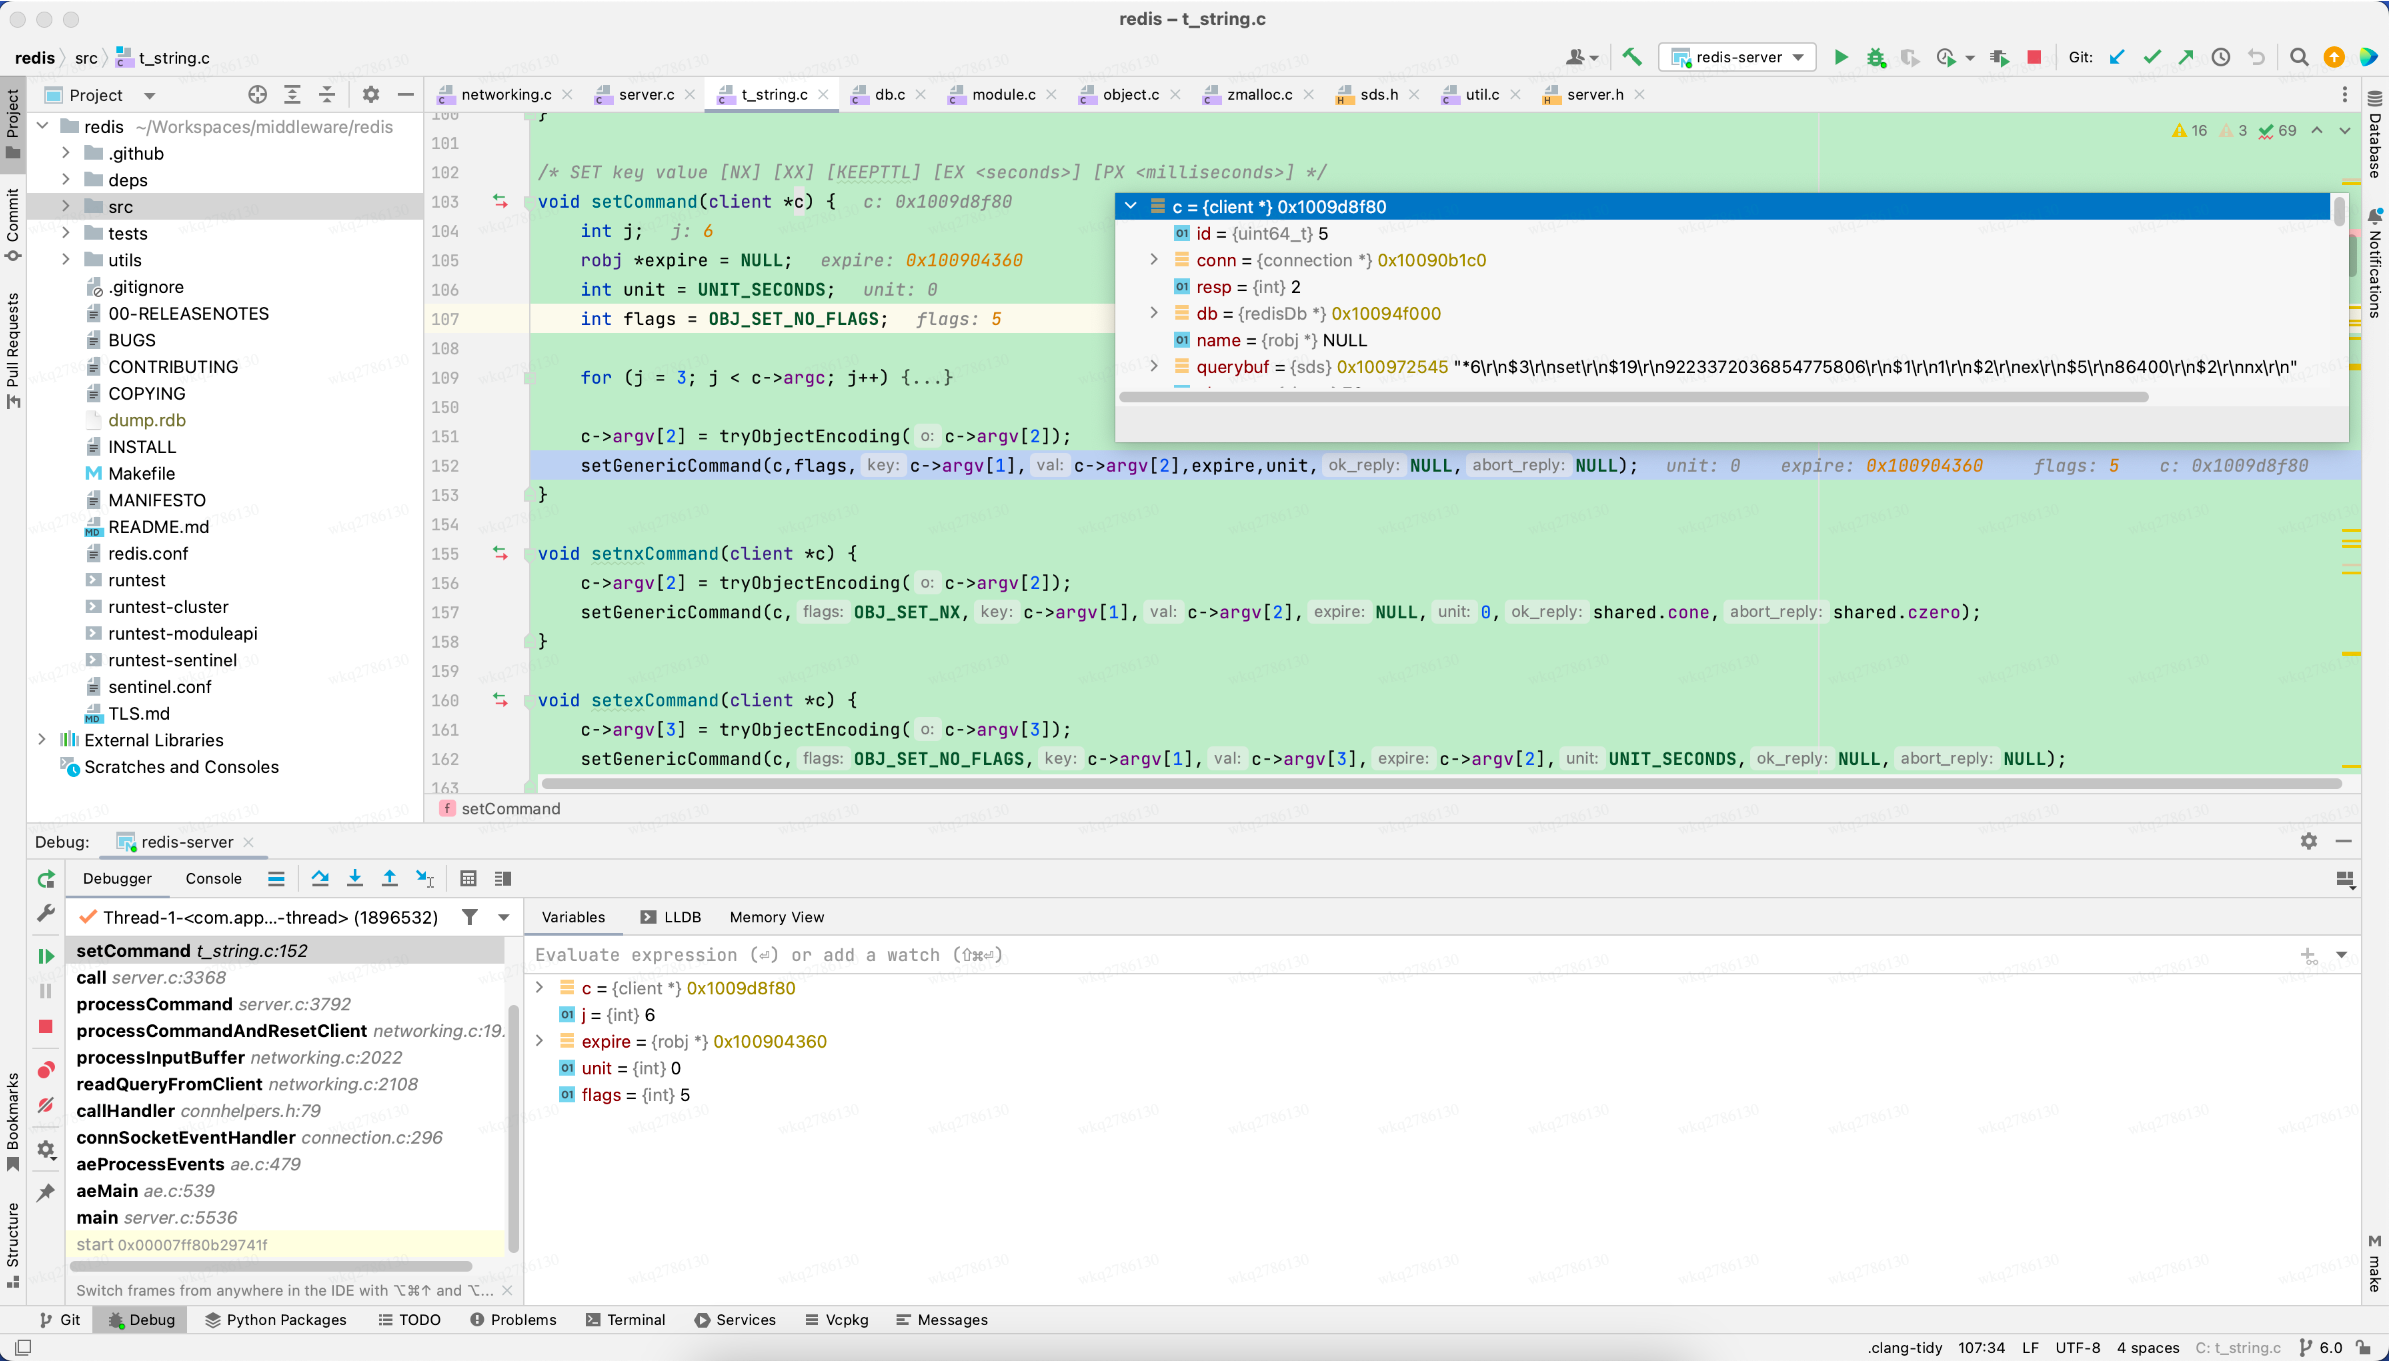 redis – t_string.c
redis src t_string.c
redis-server Git:
Project
networking.c server.c t_string.c db.c module.c object.c zmalloc.c sds.h util.c server.h
Project
Commit
Pull Requests
Bookmarks
Structure
redis ~/Workspaces/middleware/redis
.github
deps
src
tests
utils
.gitignore
00-RELEASENOTES
BUGS
CONTRIBUTING
COPYING
dump.rdb
INSTALL
Makefile
MANIFESTO
README.md
redis.conf
runtest
runtest-cluster
runtest-moduleapi
runtest-sentinel
sentinel.conf
TLS.md
External Libraries
Scratches and Consoles
16 3 69
100 }
101
102 /* SET key value [NX] [XX] [KEEPTTL] [EX <seconds>] [PX <milliseconds>] */
103 void setCommand(client *c) { c: 0x1009d8f80
104 int j; j: 6
105 robj *expire = NULL; expire: 0x100904360
106 int unit = UNIT_SECONDS; unit: 0
107 int flags = OBJ_SET_NO_FLAGS; flags: 5
108
109 for (j = 3; j < c->argc; j++) {...}
150
151 c->argv[2] = tryObjectEncoding( o: c->argv[2]);
152 setGenericCommand(c,flags, key: c->argv[1], val: c->argv[2],expire,unit, ok_reply: NULL, abort_reply: NULL); unit: 0 expire: 0x100904360 flags: 5 c: 0x1009d8f80
153 }
154
155 void setnxCommand(client *c) {
156 c->argv[2] = tryObjectEncoding( o: c->argv[2]);
157 setGenericCommand(c, flags: OBJ_SET_NX, key: c->argv[1], val: c->argv[2], expire: NULL, unit: 0, ok_reply: shared.cone, abort_reply: shared.czero);
158 }
159
160 void setexCommand(client *c) {
161 c->argv[3] = tryObjectEncoding( o: c->argv[3]);
162 setGenericCommand(c, flags: OBJ_SET_NO_FLAGS, key: c->argv[1], val: c->argv[3], expire: c->argv[2], unit: UNIT_SECONDS, ok_reply: NULL, abort_reply: NULL);
163
c = {client *} 0x1009d8f80
id = {uint64_t} 5
conn = {connection *} 0x10090b1c0
resp = {int} 2
db = {redisDb *} 0x10094f000
name = {robj *} NULL
querybuf = {sds} 0x100972545 "*6\r\n$3\r\nset\r\n$19\r\n9223372036854775806\r\n$1\r\n1\r\n$2\r\nex\r\n$5\r\n86400\r\n$2\r\nnx\r\n"
Database
Notifications
make
f setCommand
Debug: redis-server
Debugger Console
Thread-1-<com.app...-thread> (1896532)
setCommand t_string.c:152
call server.c:3368
processCommand server.c:3792
processCommandAndResetClient networking.c:19.
processInputBuffer networking.c:2022
readQueryFromClient networking.c:2108
callHandler connhelpers.h:79
connSocketEventHandler connection.c:296
aeProcessEvents ae.c:479
aeMain ae.c:539
main server.c:5536
start 0x00007ff80b29741f
Switch frames from anywhere in the IDE with ⌥⌘↑ and ⌥...
Variables LLDB Memory View
Evaluate expression (⏎) or add a watch (⇧⌘⏎)
c = {client *} 0x1009d8f80
j = {int} 6
expire = {robj *} 0x100904360
unit = {int} 0
flags = {int} 5
Git Debug Python Packages TODO Problems Terminal Services Vcpkg Messages
.clang-tidy 107:34 LF UTF-8 4 spaces C: t_string.c 6.0
wkq2786130